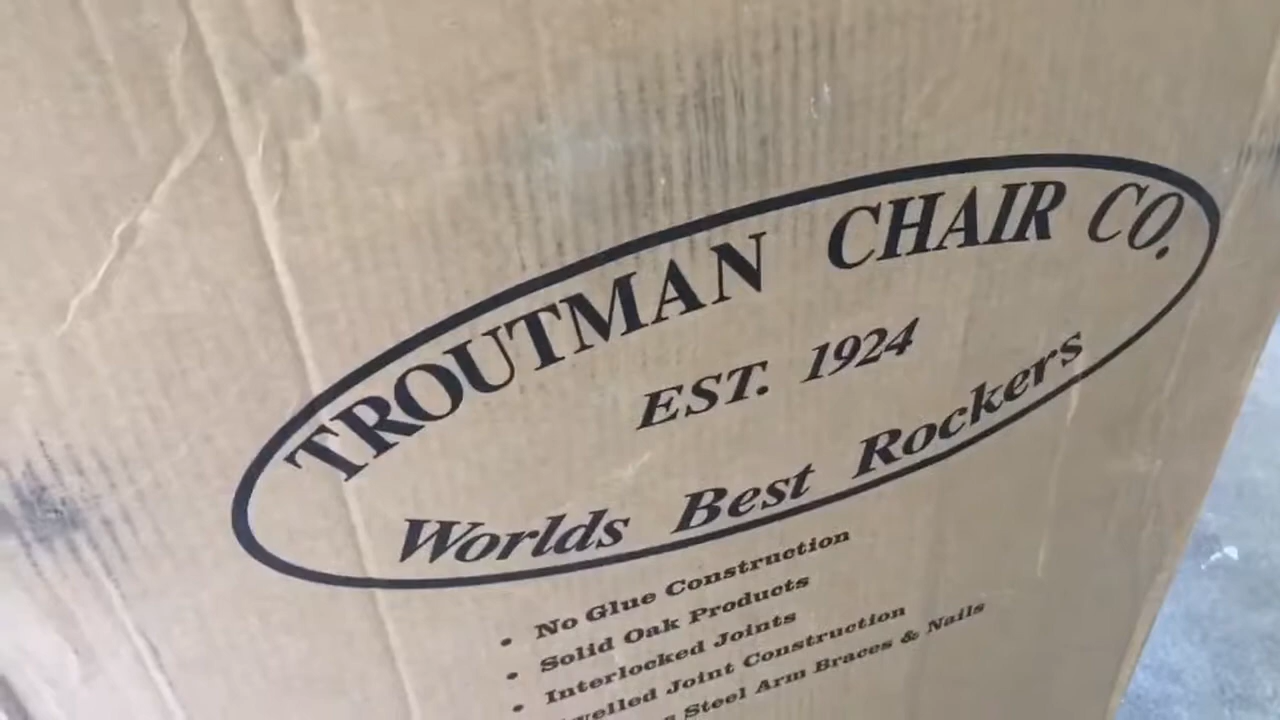 TROUTMAN CHAIR CO.
EST. 1924
Worlds Best Rockers
• No Glue Construction
• Solid Oak Products
• Interlocked Joints
Joint Construction
Steel Arm Braces & Nails